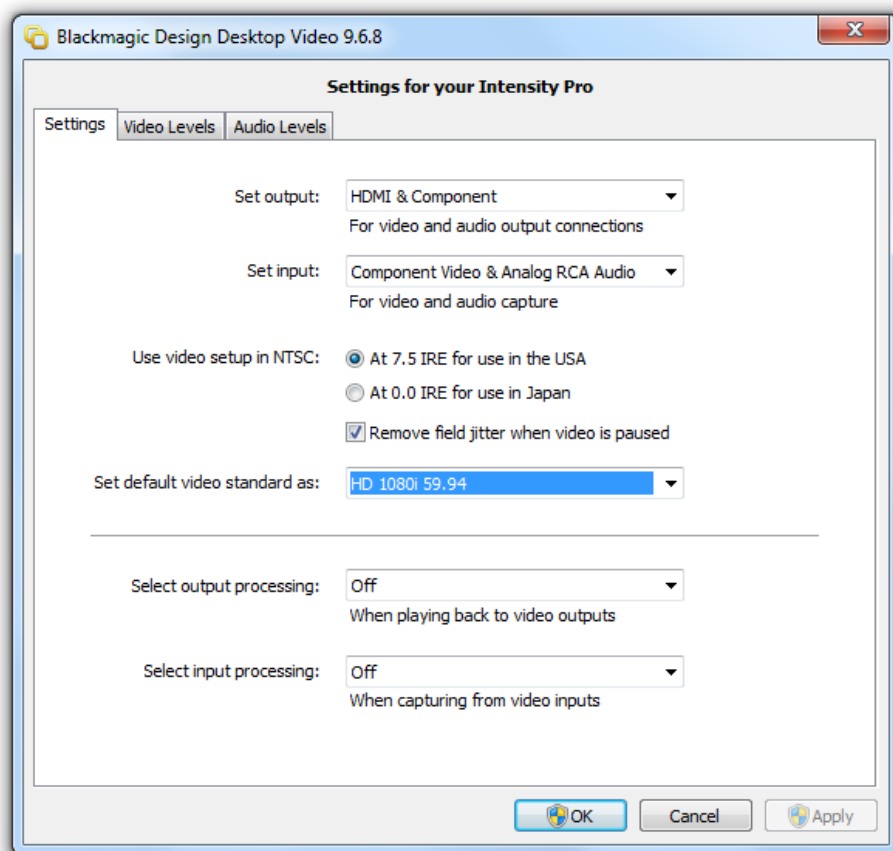 Blackmagic Design Desktop Video 9.6.8
Settings for your Intensity Pro
Settings Video Levels Audio Levels
Set output: HDMI & Component
For video and audio output connections
Set input: Component Video & Analog RCA Audio
For video and audio capture
Use video setup in NTSC: At 7.5 IRE for use in the USA
At 0.0 IRE for use in Japan
Remove field jitter when video is paused
Set default video standard as: HD 1080i 59.94
Select output processing: Off
When playing back to video outputs
Select input processing: Off
When capturing from video inputs
OK Cancel Apply